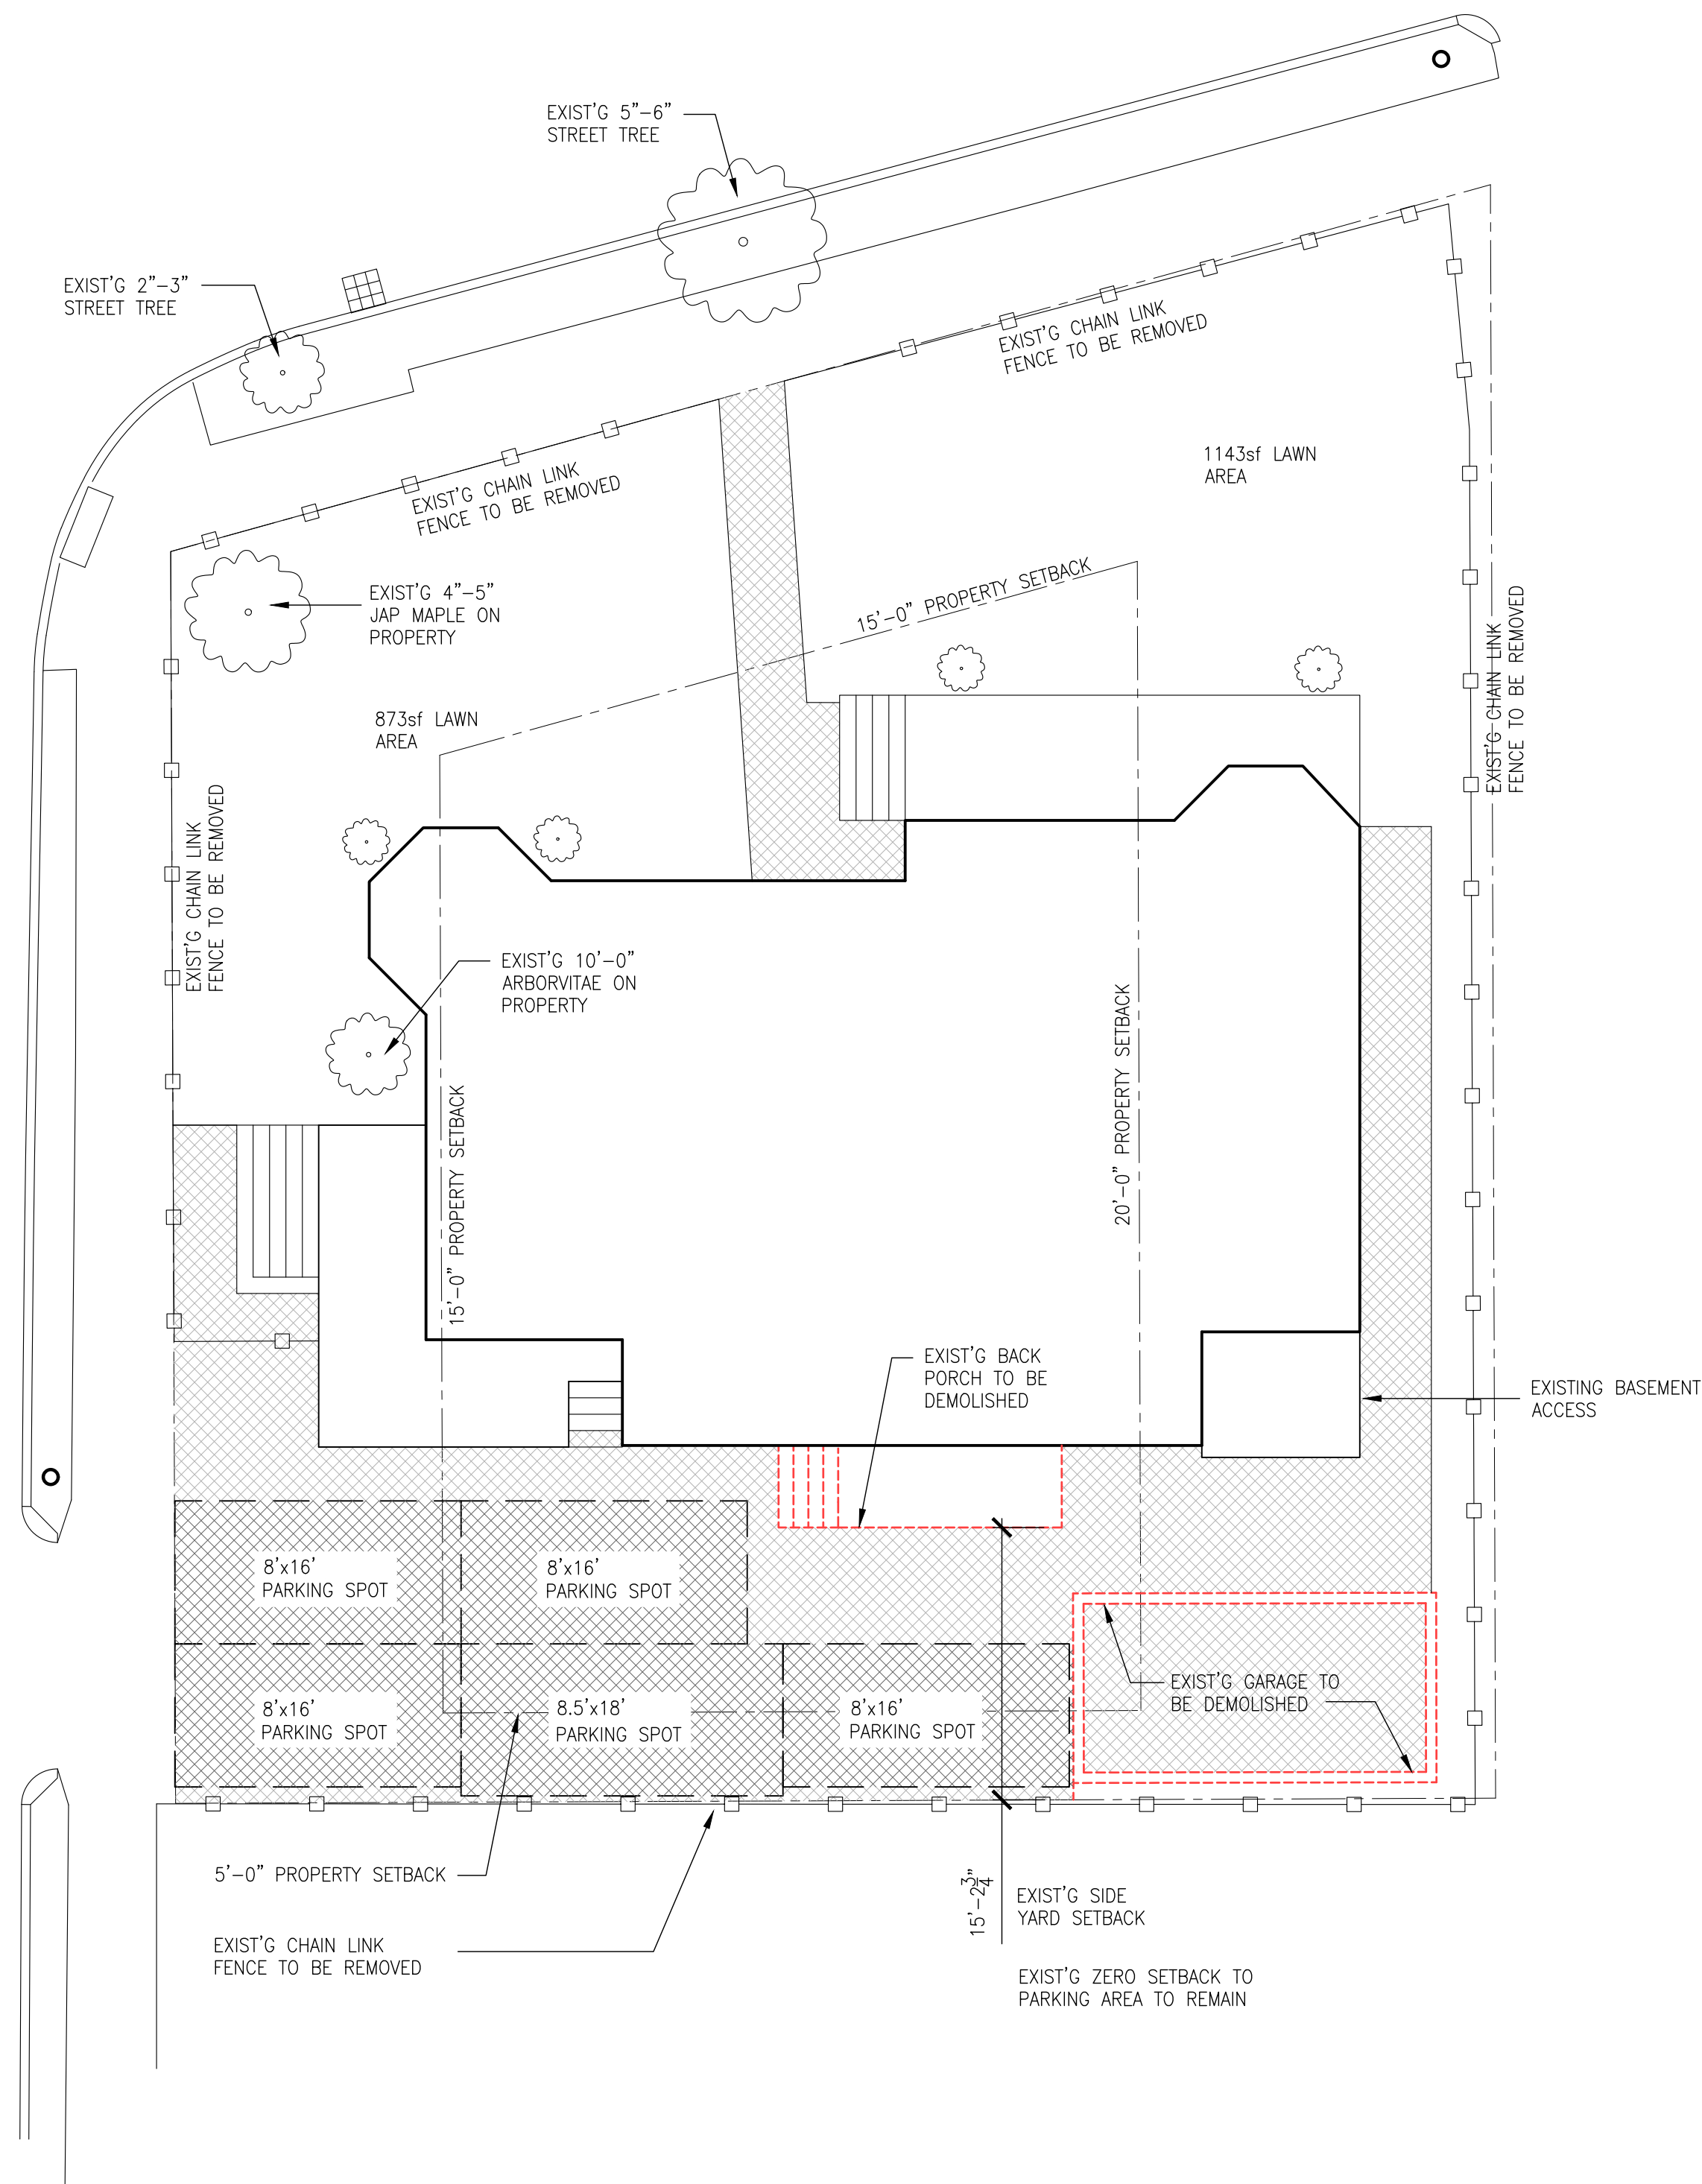 EXIST'G 5"-6"
STREET TREE
EXIST'G 2"-3"
STREET TREE
EXIST'G CHAIN LINK
FENCE TO BE REMOVED
1143sf LAWN
AREA
EXIST'G CHAIN LINK
FENCE TO BE REMOVED
EXIST'G 4"-5"
JAP MAPLE ON
PROPERTY
15'-0" PROPERTY SETBACK
EXIST'G CHAIN LINK
FENCE TO BE REMOVED
873sf LAWN
AREA
EXIST'G CHAIN LINK
FENCE TO BE REMOVED
EXIST'G 10'-0"
ARBORVITAE ON
PROPERTY
20'-0" PROPERTY SETBACK
15'-0" PROPERTY SETBACK
EXIST'G BACK
PORCH TO BE
DEMOLISHED
EXISTING BASEMENT
ACCESS
8'x16'
PARKING SPOT
8'x16'
PARKING SPOT
8'x16'
PARKING SPOT
8.5'x18'
PARKING SPOT
8'x16'
PARKING SPOT
EXIST'G GARAGE TO
BE DEMOLISHED
5'-0" PROPERTY SETBACK
15'-2 3/4"
EXIST'G SIDE
YARD SETBACK
EXIST'G CHAIN LINK
FENCE TO BE REMOVED
EXIST'G ZERO SETBACK TO
PARKING AREA TO REMAIN